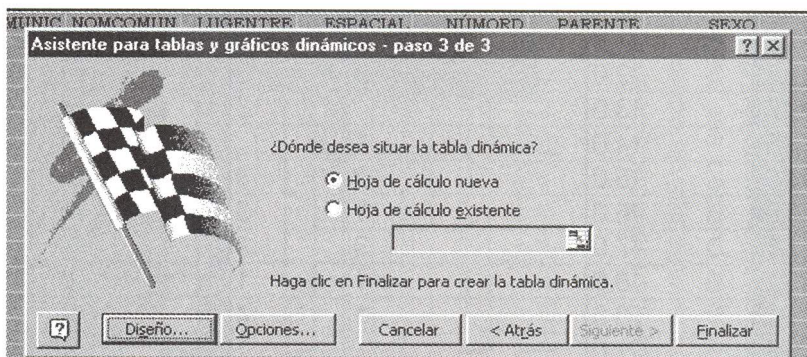 MUNIC NOMCOMUN LUGENTRE ESPACIAL NUMORD PARENTE SEXO
Asistente para tablas y gráficos dinámicos - paso 3 de 3
¿Dónde desea situar la tabla dinámica?
Hoja de cálculo nueva
Hoja de cálculo existente
Haga clic en Finalizar para crear la tabla dinámica.
Diseño... Opciones... Cancelar < Atrás Siguiente > Finalizar